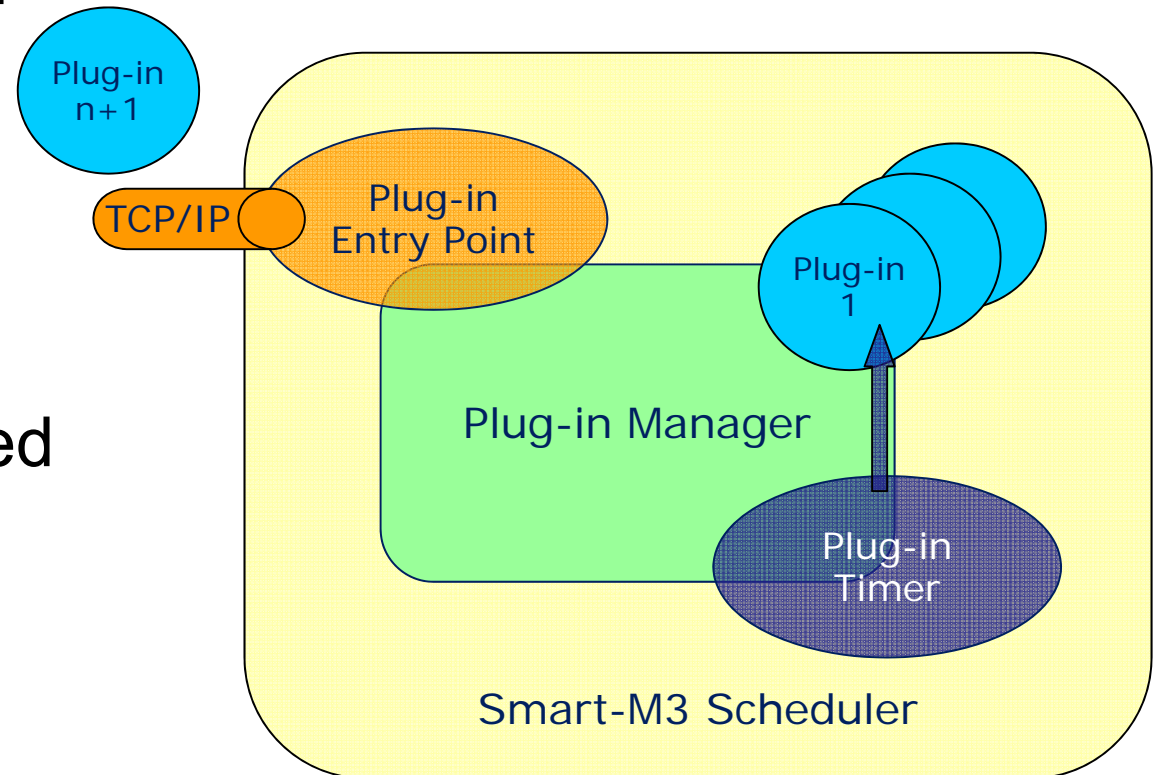 Plug-in
n+1
TCP/IP
Plug-in
Entry Point
Plug-in
1
Plug-in Manager
ed
Plug-in
Timer
Smart-M3 Scheduler